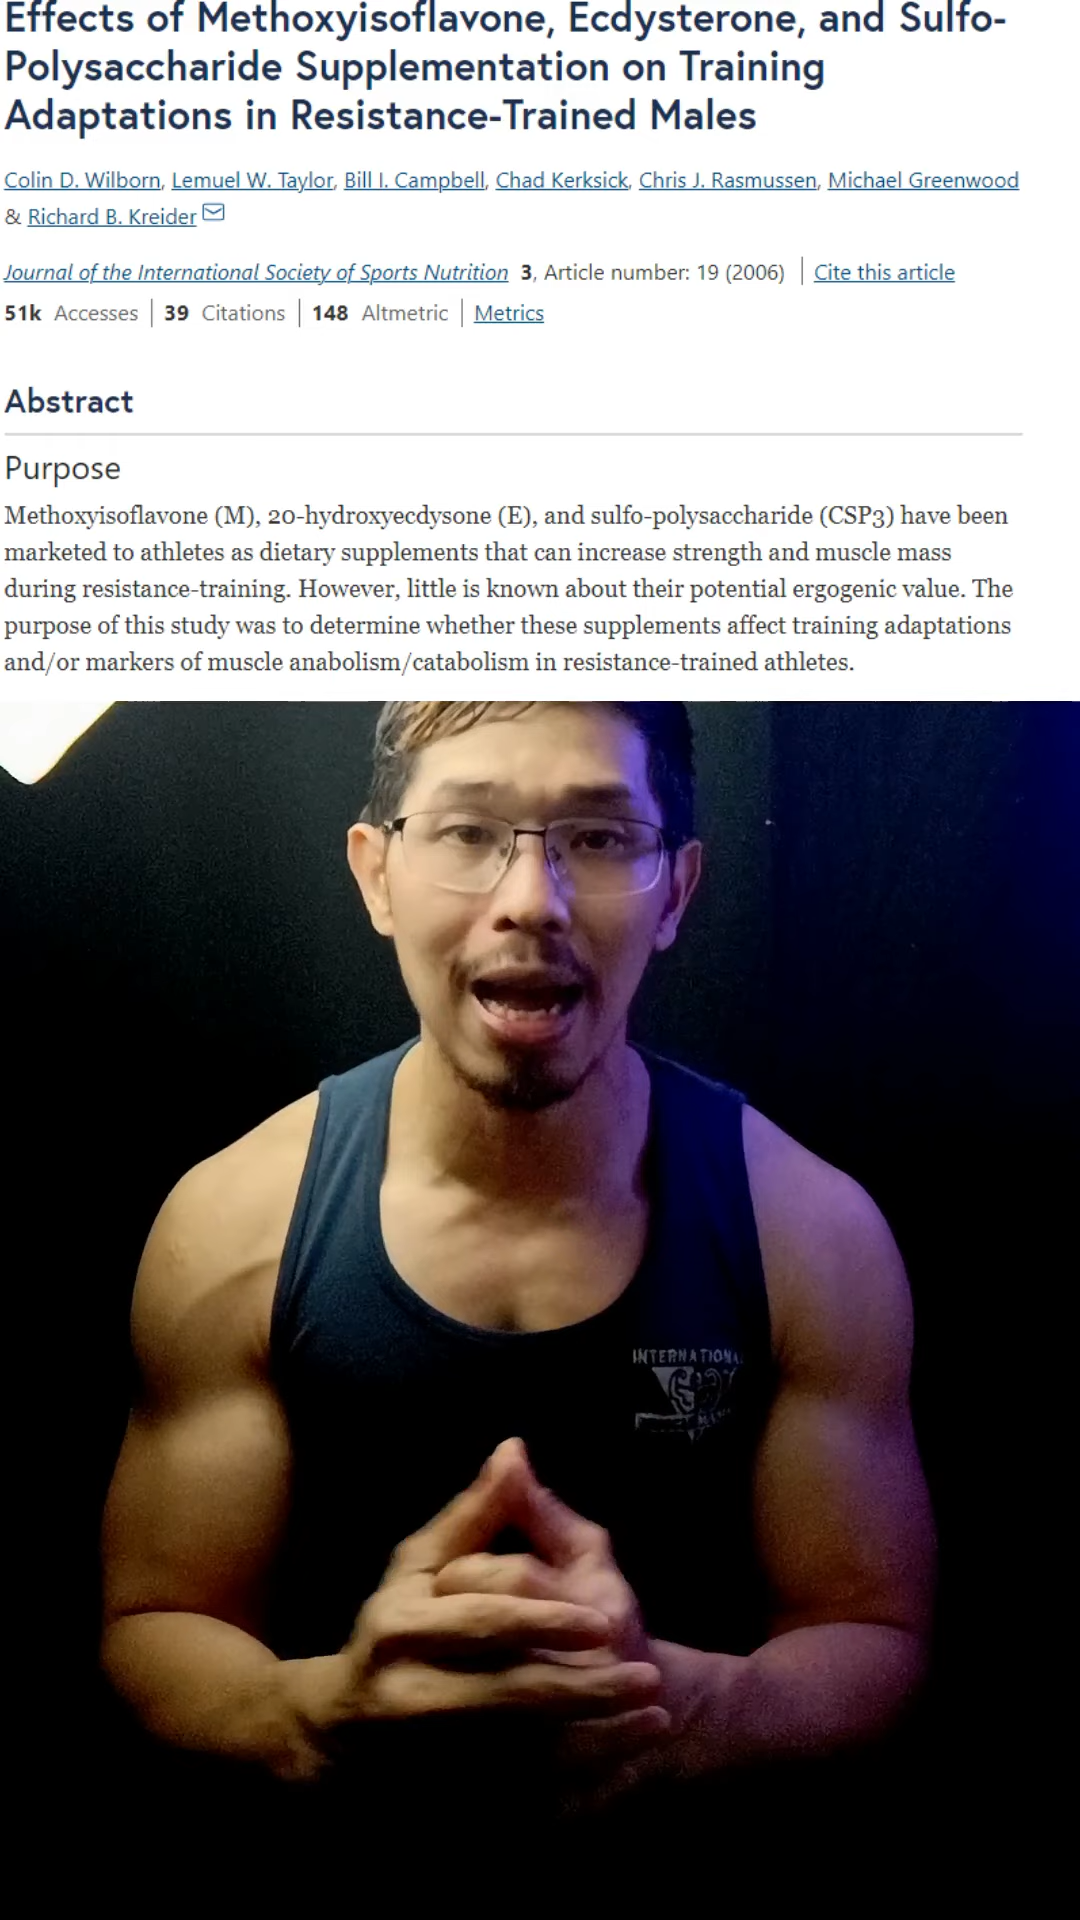 Effects of Methoxyisoflavone, Ecdysterone, and Sulfo-
Polysaccharide Supplementation on Training
Adaptations in Resistance-Trained Males
Colin D. Wilborn, Lemuel W. Taylor, Bill I. Campbell, Chad Kerksick, Chris J. Rasmussen, Michael Greenwood
& Richard B. Kreider
Journal of the International Society of Sports Nutrition 3, Article number: 19 (2006) | Cite this article
51k Accesses | 39 Citations | 148 Altmetric | Metrics
Abstract
Purpose
Methoxyisoflavone (M), 20-hydroxyecdysone (E), and sulfo-polysaccharide (CSP3) have been
marketed to athletes as dietary supplements that can increase strength and muscle mass
during resistance-training. However, little is known about their potential ergogenic value. The
purpose of this study was to determine whether these supplements affect training adaptations
and/or markers of muscle anabolism/catabolism in resistance-trained athletes.
INTERNATIONAL